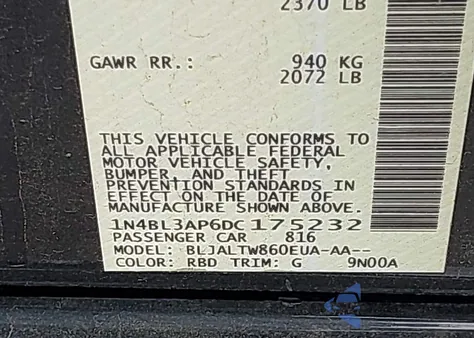 2370 LB
GAWR RR.: 940 KG
2072 LB
THIS VEHICLE CONFORMS TO
ALL APPLICABLE FEDERAL
MOTOR VEHICLE SAFETY,
BUMPER, AND THEFT
PREVENTION STANDARDS IN
EFFECT ON THE DATE OF
MANUFACTURE SHOWN ABOVE.
1N4BL3AP6DC175232
PASSENGER CAR 816
MODEL: BLJALTW860EUA-AA--
COLOR: RBD TRIM: G 9N00A